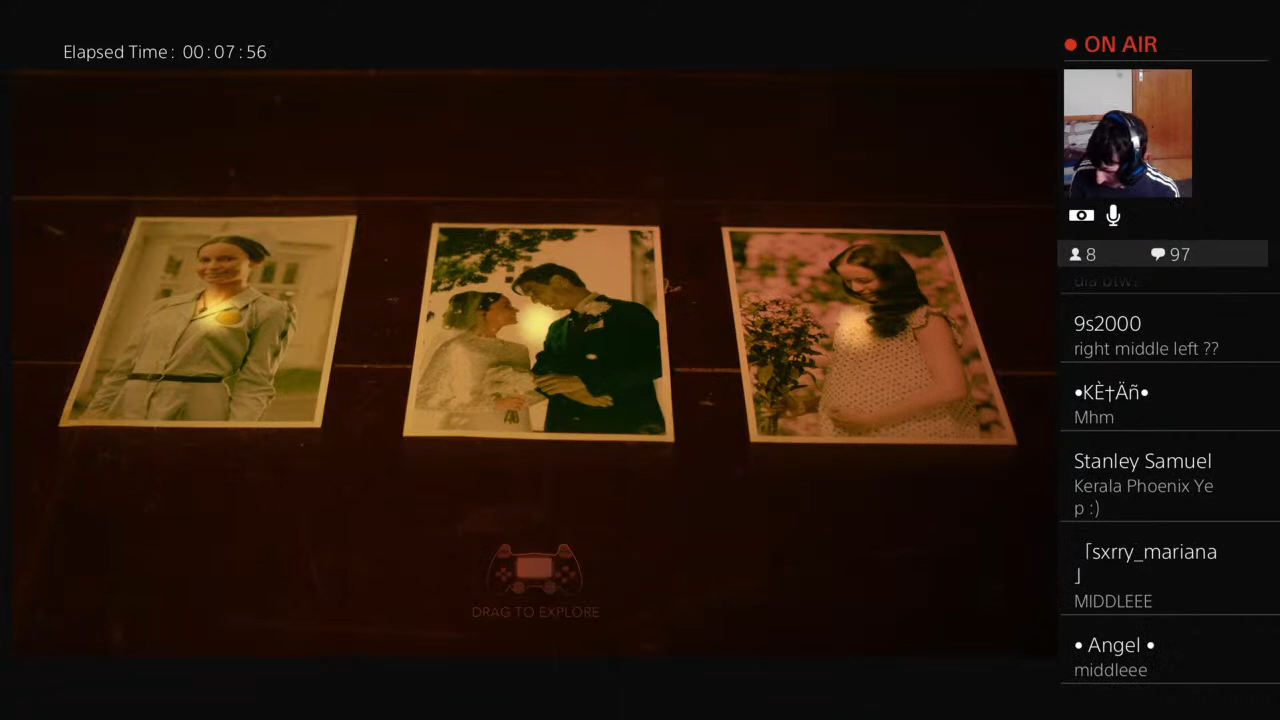 Elapsed Time: 00:07:56
ON AIR
8 97
9s2000
right middle left ??
•KÈ†Äñ•
Mhm
Stanley Samuel
Kerala Phoenix Ye
p :)
「sxrry_mariana
」
MIDDLEEE
• Angel •
middleee
DRAG TO EXPLORE